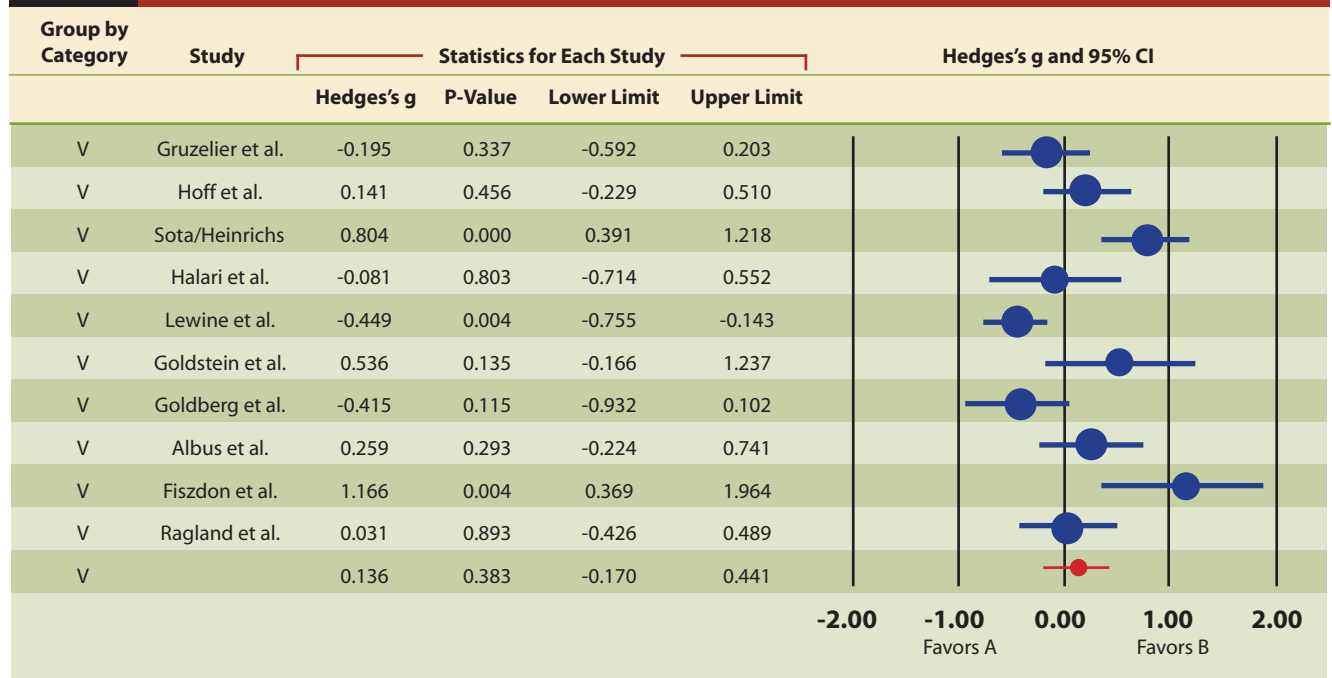 Group by
Category Study Statistics for Each Study Hedges's g and 95% CI
Hedges's g P-Value Lower Limit Upper Limit
V Gruzelier et al. -0.195 0.337 -0.592 0.203
V Hoff et al. 0.141 0.456 -0.229 0.510
V Sota/Heinrichs 0.804 0.000 0.391 1.218
V Halari et al. -0.081 0.803 -0.714 0.552
V Lewine et al. -0.449 0.004 -0.755 -0.143
V Goldstein et al. 0.536 0.135 -0.166 1.237
V Goldberg et al. -0.415 0.115 -0.932 0.102
V Albus et al. 0.259 0.293 -0.224 0.741
V Fiszdon et al. 1.166 0.004 0.369 1.964
V Ragland et al. 0.031 0.893 -0.426 0.489
V 0.136 0.383 -0.170 0.441
-2.00 -1.00 0.00 1.00 2.00
Favors A Favors B